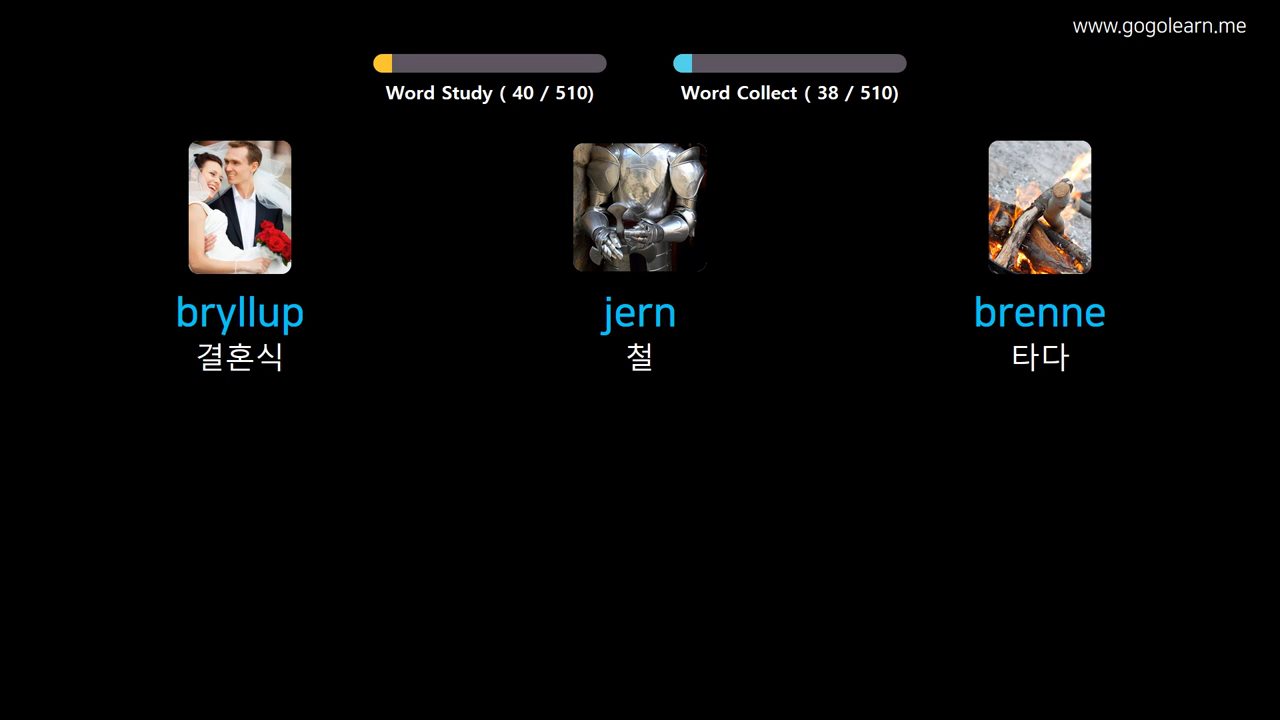 www.gogolearn.me
Word Study ( 40 / 510)
Word Collect ( 38 / 510)
bryllup
결혼식
jern
철
brenne
타다